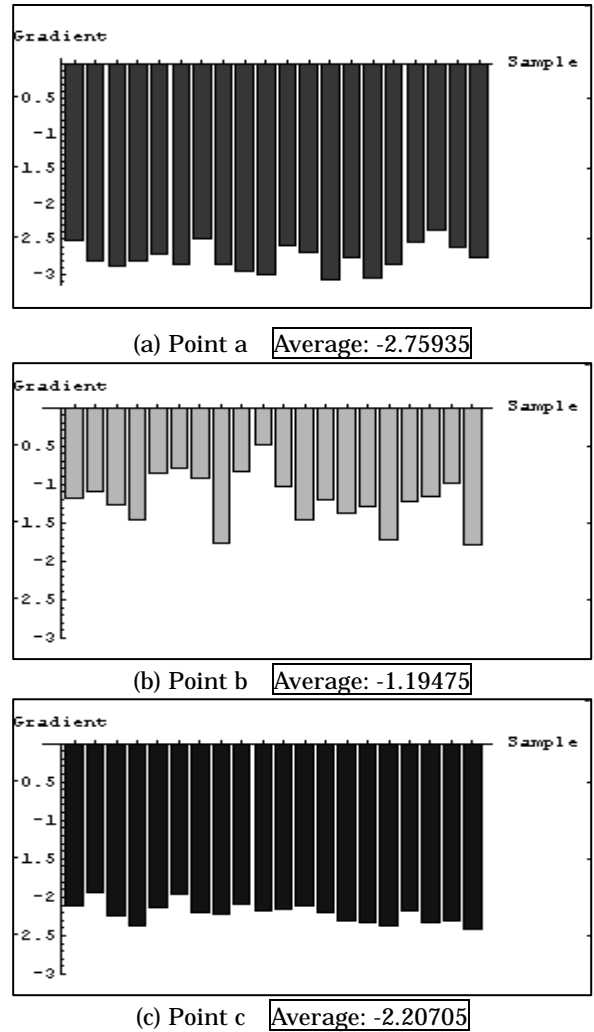 Gradient
Sample
-0.5
-1
-1.5
-2
-2.5
-3
(a) Point a Average: -2.75935
Gradient
Sample
-0.5
-1
-1.5
-2
-2.5
-3
(b) Point b Average: -1.19475
Gradient
Sample
-0.5
-1
-1.5
-2
-2.5
-3
(c) Point c Average: -2.20705